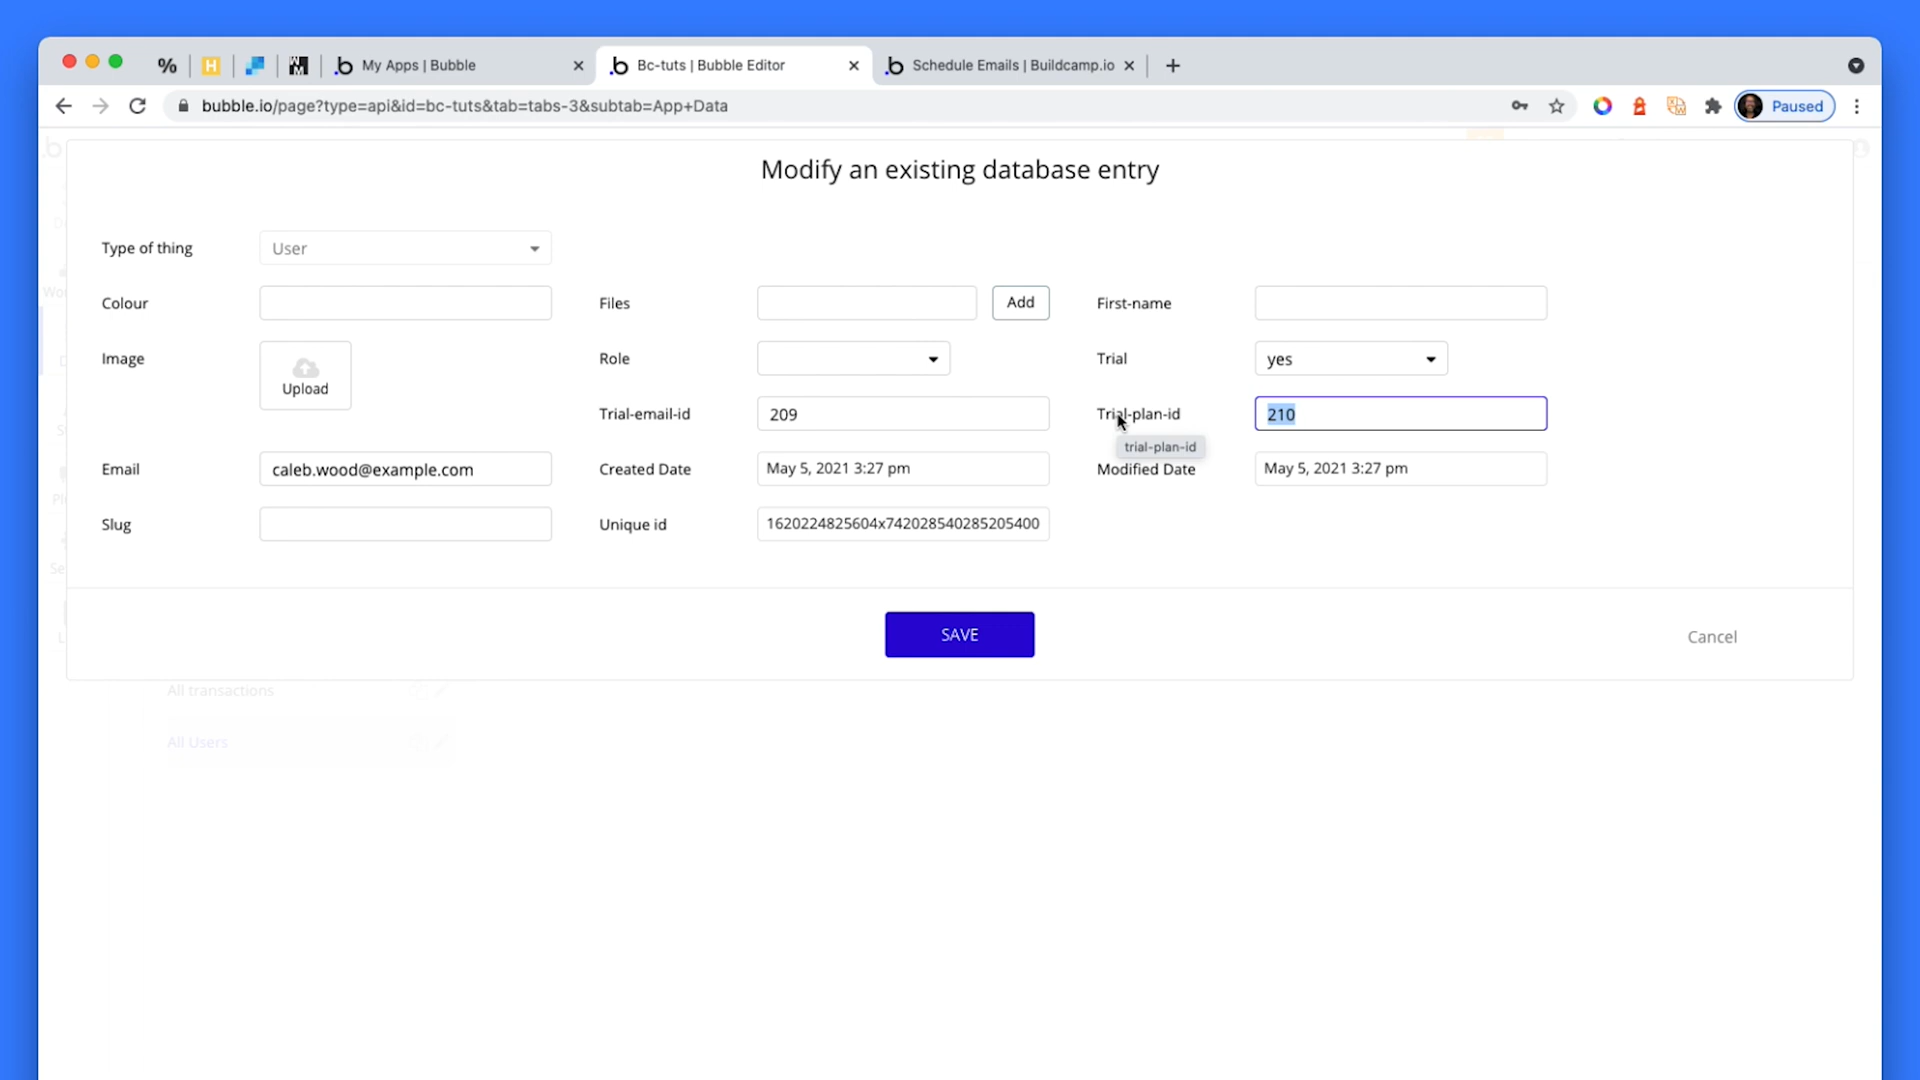 My Apps | Bubble
Bc-tuts | Bubble Editor
Schedule Emails | Buildcamp.io
bubble.io/page?type=api&id=bc-tuts&tab=tabs-3&subtab=App+Data
Paused
Modify an existing database entry
Type of thing
User
Colour
Files
Add
First-name
Image
Upload
Role
Trial
yes
Trial-email-id
209
Trial-plan-id
210
trial-plan-id
Email
caleb.wood@example.com
Created Date
May 5, 2021 3:27 pm
Modified Date
May 5, 2021 3:27 pm
Slug
Unique id
1620224825604x742028540285205400
SAVE
Cancel
All transactions
All Users